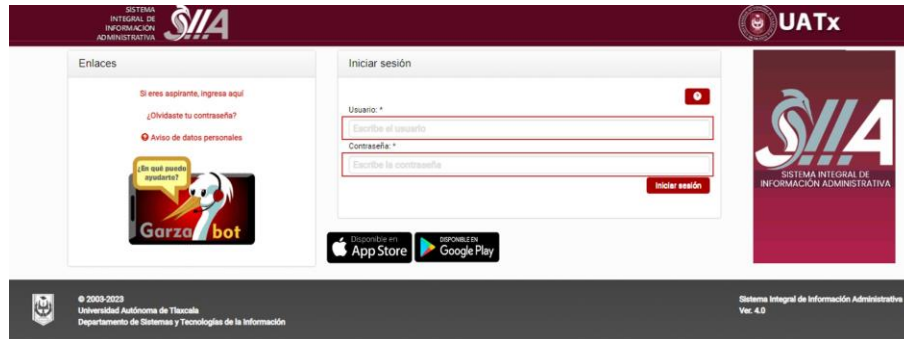 SISTEMA
INTEGRAL DE
INFORMACIÓN
ADMINISTRATIVA
SIIA
UATx
Enlaces
Si eres aspirante, ingresa aquí
¿Olvidaste tu contraseña?
Aviso de datos personales
¿En qué puedo
ayudarte?
Garza bot
Iniciar sesión
Usuario: *
Escribe el usuario
Contraseña: *
Escribe la contraseña
Iniciar sesión
Disponible en
App Store
DISPONIBLE EN
Google Play
SIIA
SISTEMA INTEGRAL DE
INFORMACIÓN ADMINISTRATIVA
© 2003-2023
Universidad Autónoma de Tlaxcala
Departamento de Sistemas y Tecnologías de la Información
Sistema Integral de Información Administrativa
Ver. 4.0